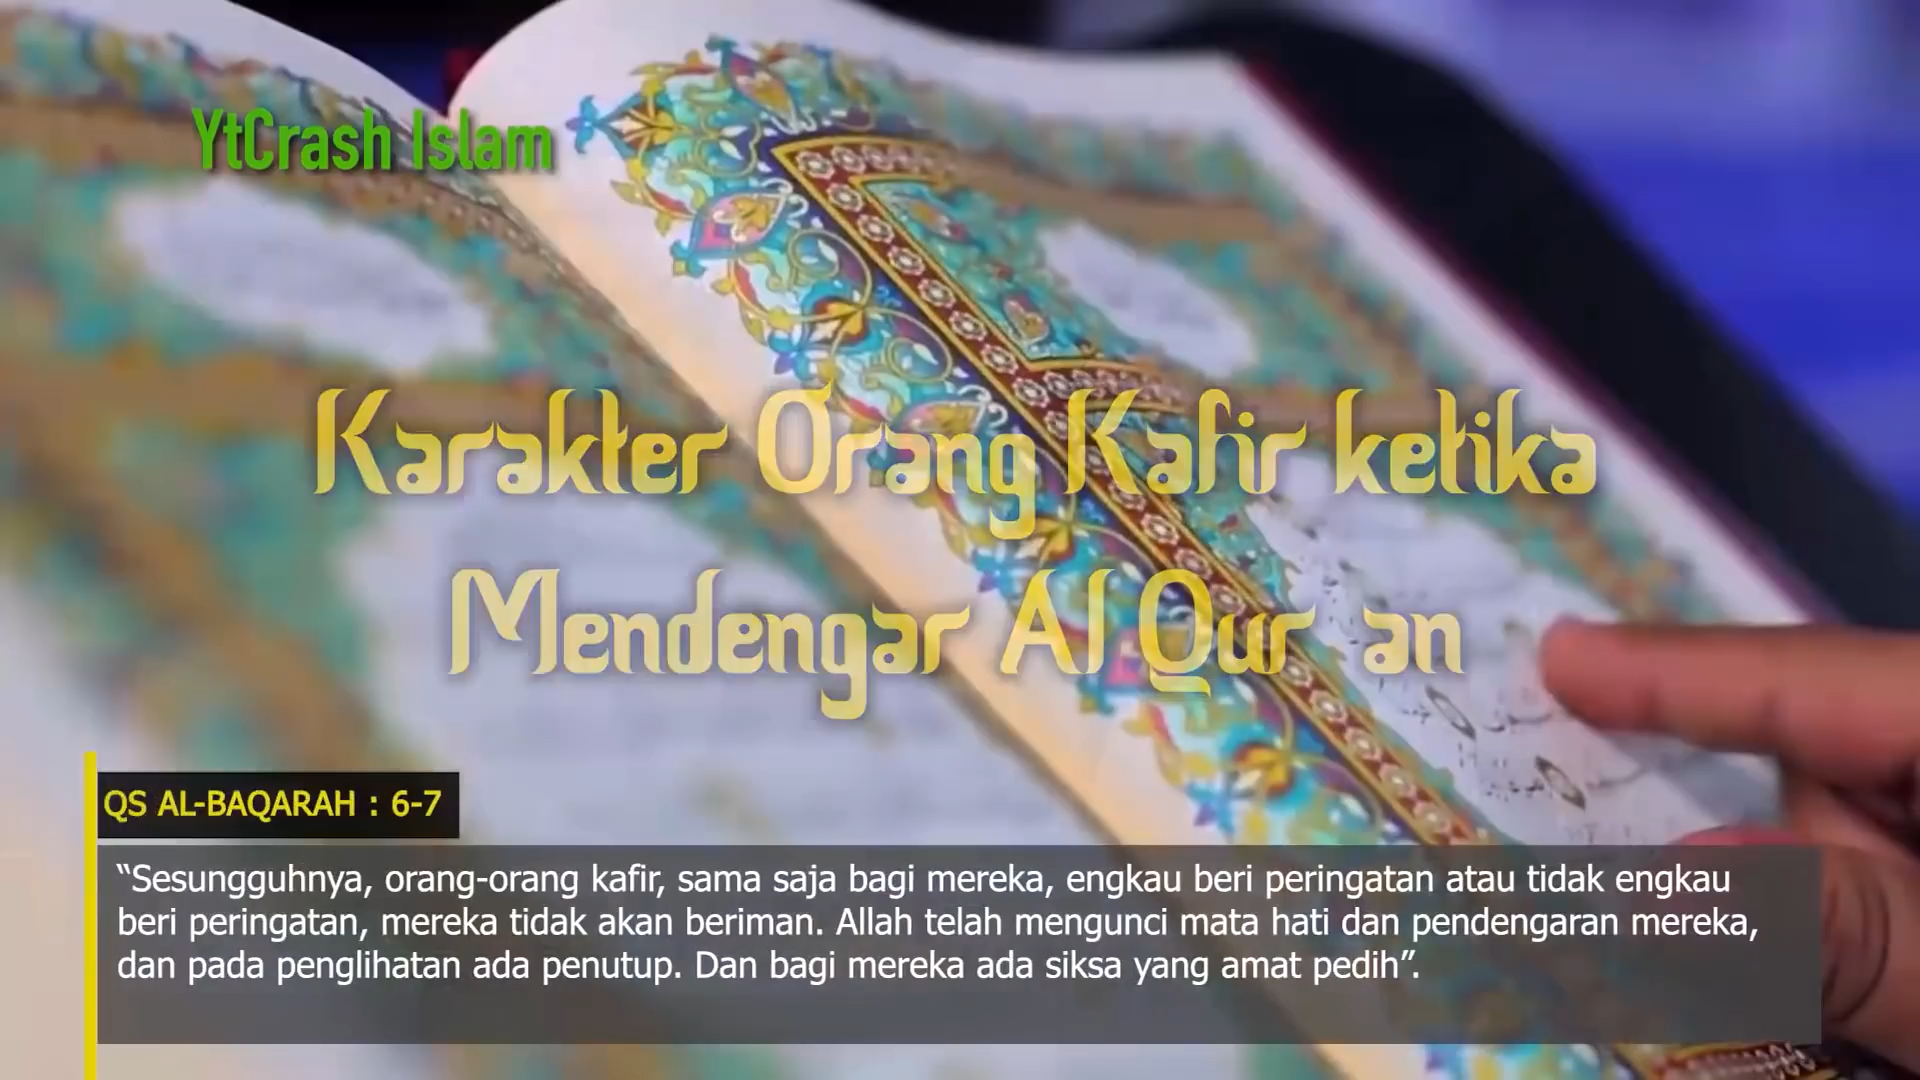 YtCrash Islam
Karakter Orang Kafir ketika
Mendengar Al Qur an
QS AL-BAQARAH : 6-7
“Sesungguhnya, orang-orang kafir, sama saja bagi mereka, engkau beri peringatan atau tidak engkau
beri peringatan, mereka tidak akan beriman. Allah telah mengunci mata hati dan pendengaran mereka,
dan pada penglihatan ada penutup. Dan bagi mereka ada siksa yang amat pedih”.